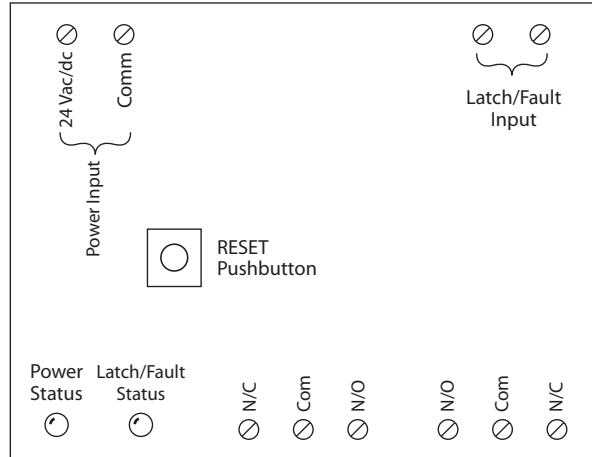 24 Vac/dc
Comm
Power Input
Latch/Fault
Input
RESET
Pushbutton
Power
Status
Latch/Fault
Status
N/C
Com
N/O
N/O
Com
N/C